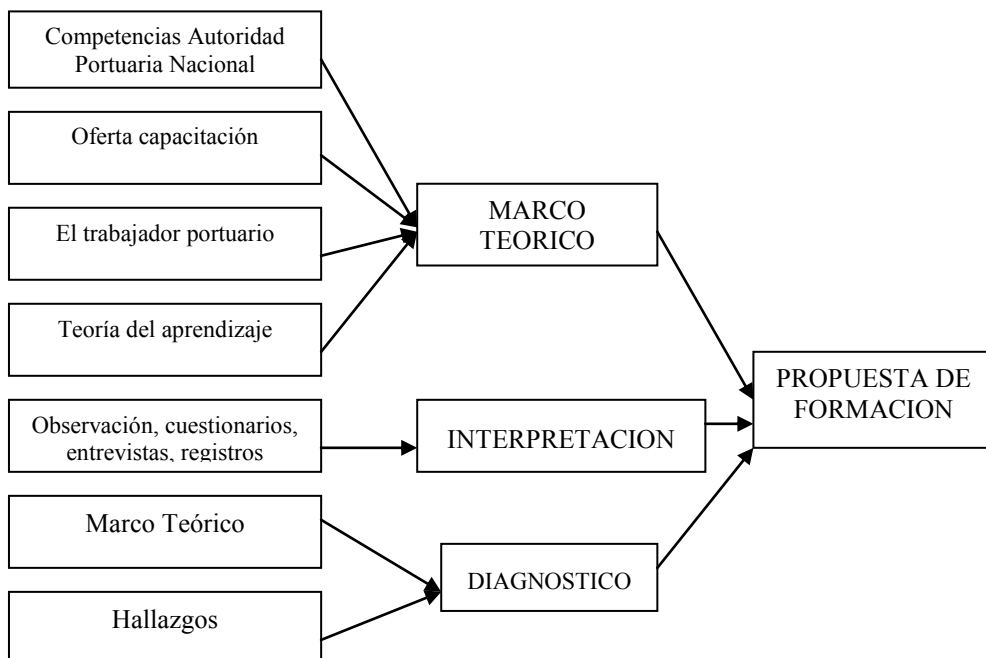 Competencias Autoridad
Portuaria Nacional
Oferta capacitación
El trabajador portuario
Teoría del aprendizaje
Observación, cuestionarios,
entrevistas, registros
Marco Teórico
Hallazgos
MARCO
TEORICO
INTERPRETACION
DIAGNOSTICO
PROPUESTA DE
FORMACION